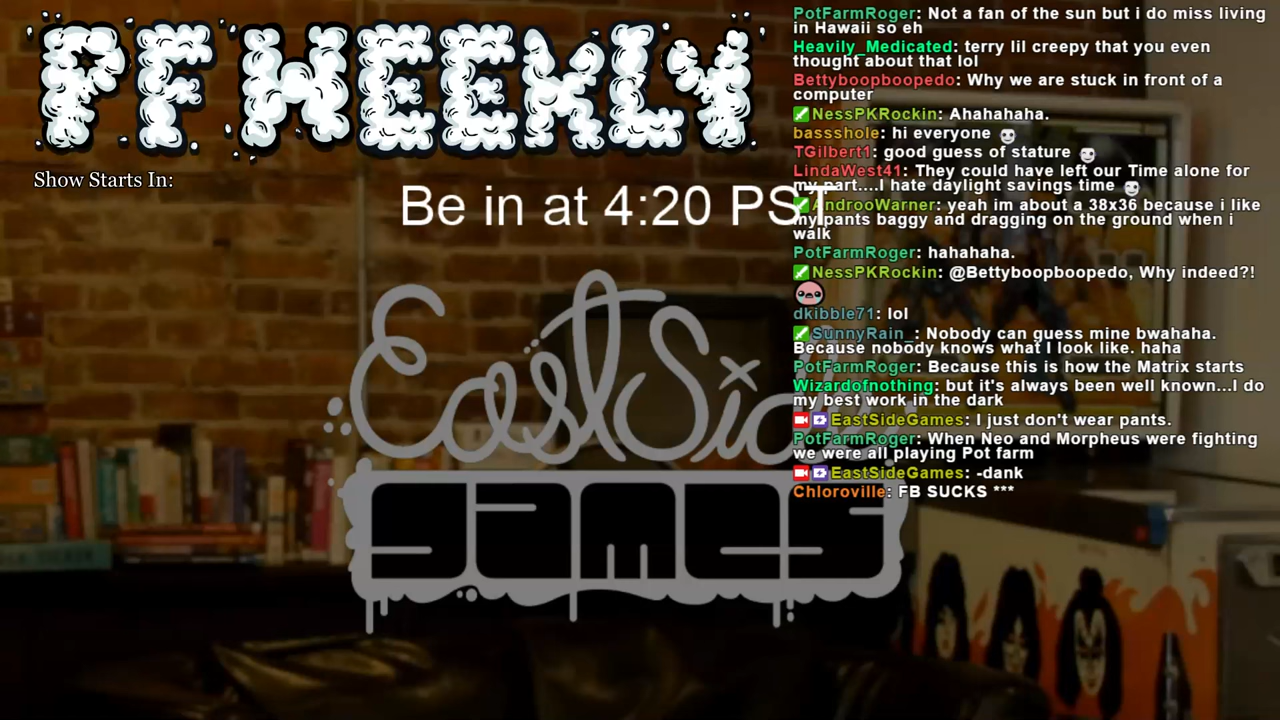 PF WEEKLY
Show Starts In:
Be in at 4:20 PST
EastSide
Games
PotFarmRoger: Not a fan of the sun but i do miss living
in Hawaii so eh
Heavily_Medicated: terry lil creepy that you even
thought about that lol
Bettyboopboopedo: Why we are stuck in front of a
computer
NessPKRockin: Ahahahaha.
bassshole: hi everyone
TGilbert1: good guess of stature
LindaWest41: They could have left our Time alone for
my part....I hate daylight savings time
AndrooWarner: yeah im about a 38x36 because i like
my pants baggy and dragging on the ground when i
walk
PotFarmRoger: hahahaha.
NessPKRockin: @Bettyboopboopedo, Why indeed?!
dkibble71: lol
SunnyRain_: Nobody can guess mine bwahaha.
Because nobody knows what I look like. haha
PotFarmRoger: Because this is how the Matrix starts
Wizardofnothing: but it's always been well known...I do
my best work in the dark
EastSideGames: I just don't wear pants.
PotFarmRoger: When Neo and Morpheus were fighting
we were all playing Pot farm
EastSideGames: -dank
Chloroville: FB SUCKS ***